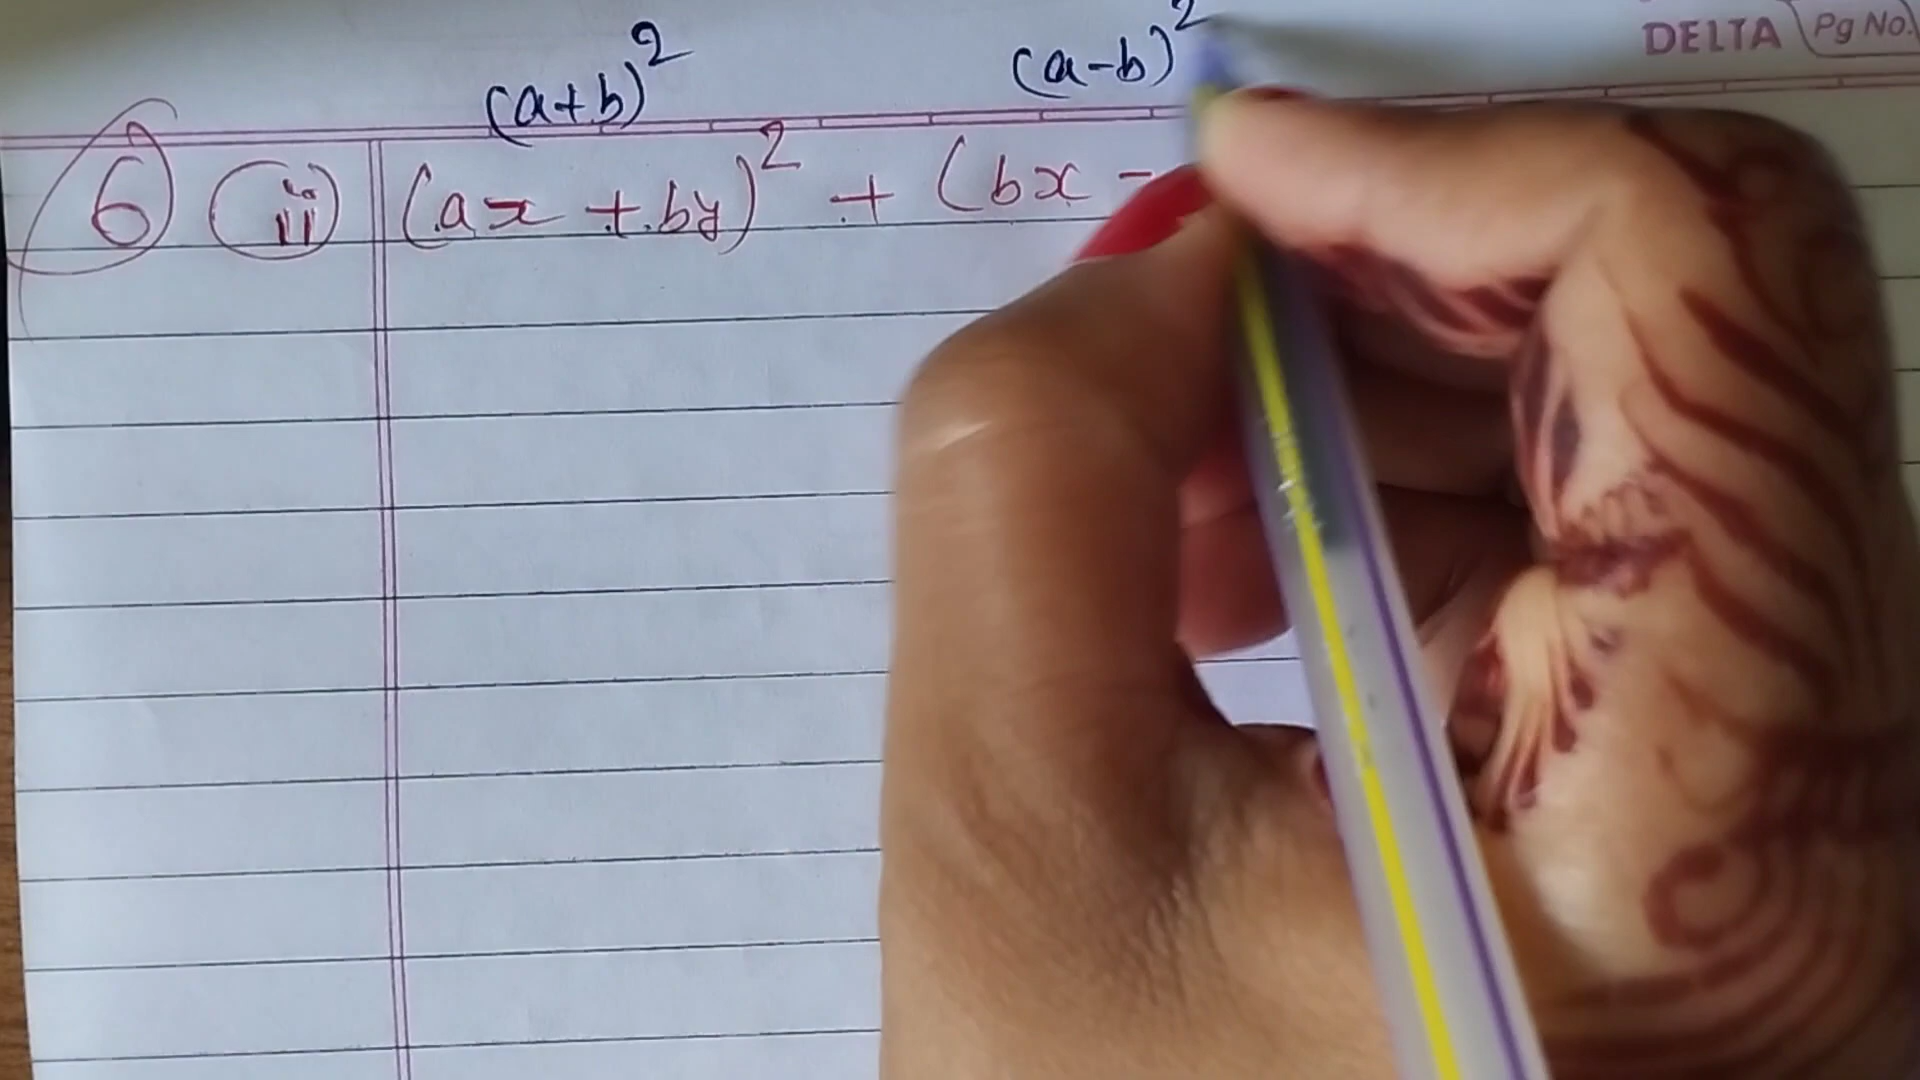 DELTA Pg No.
(a+b)² (a-b)²
6 ii) (ax + by)² + (bx -